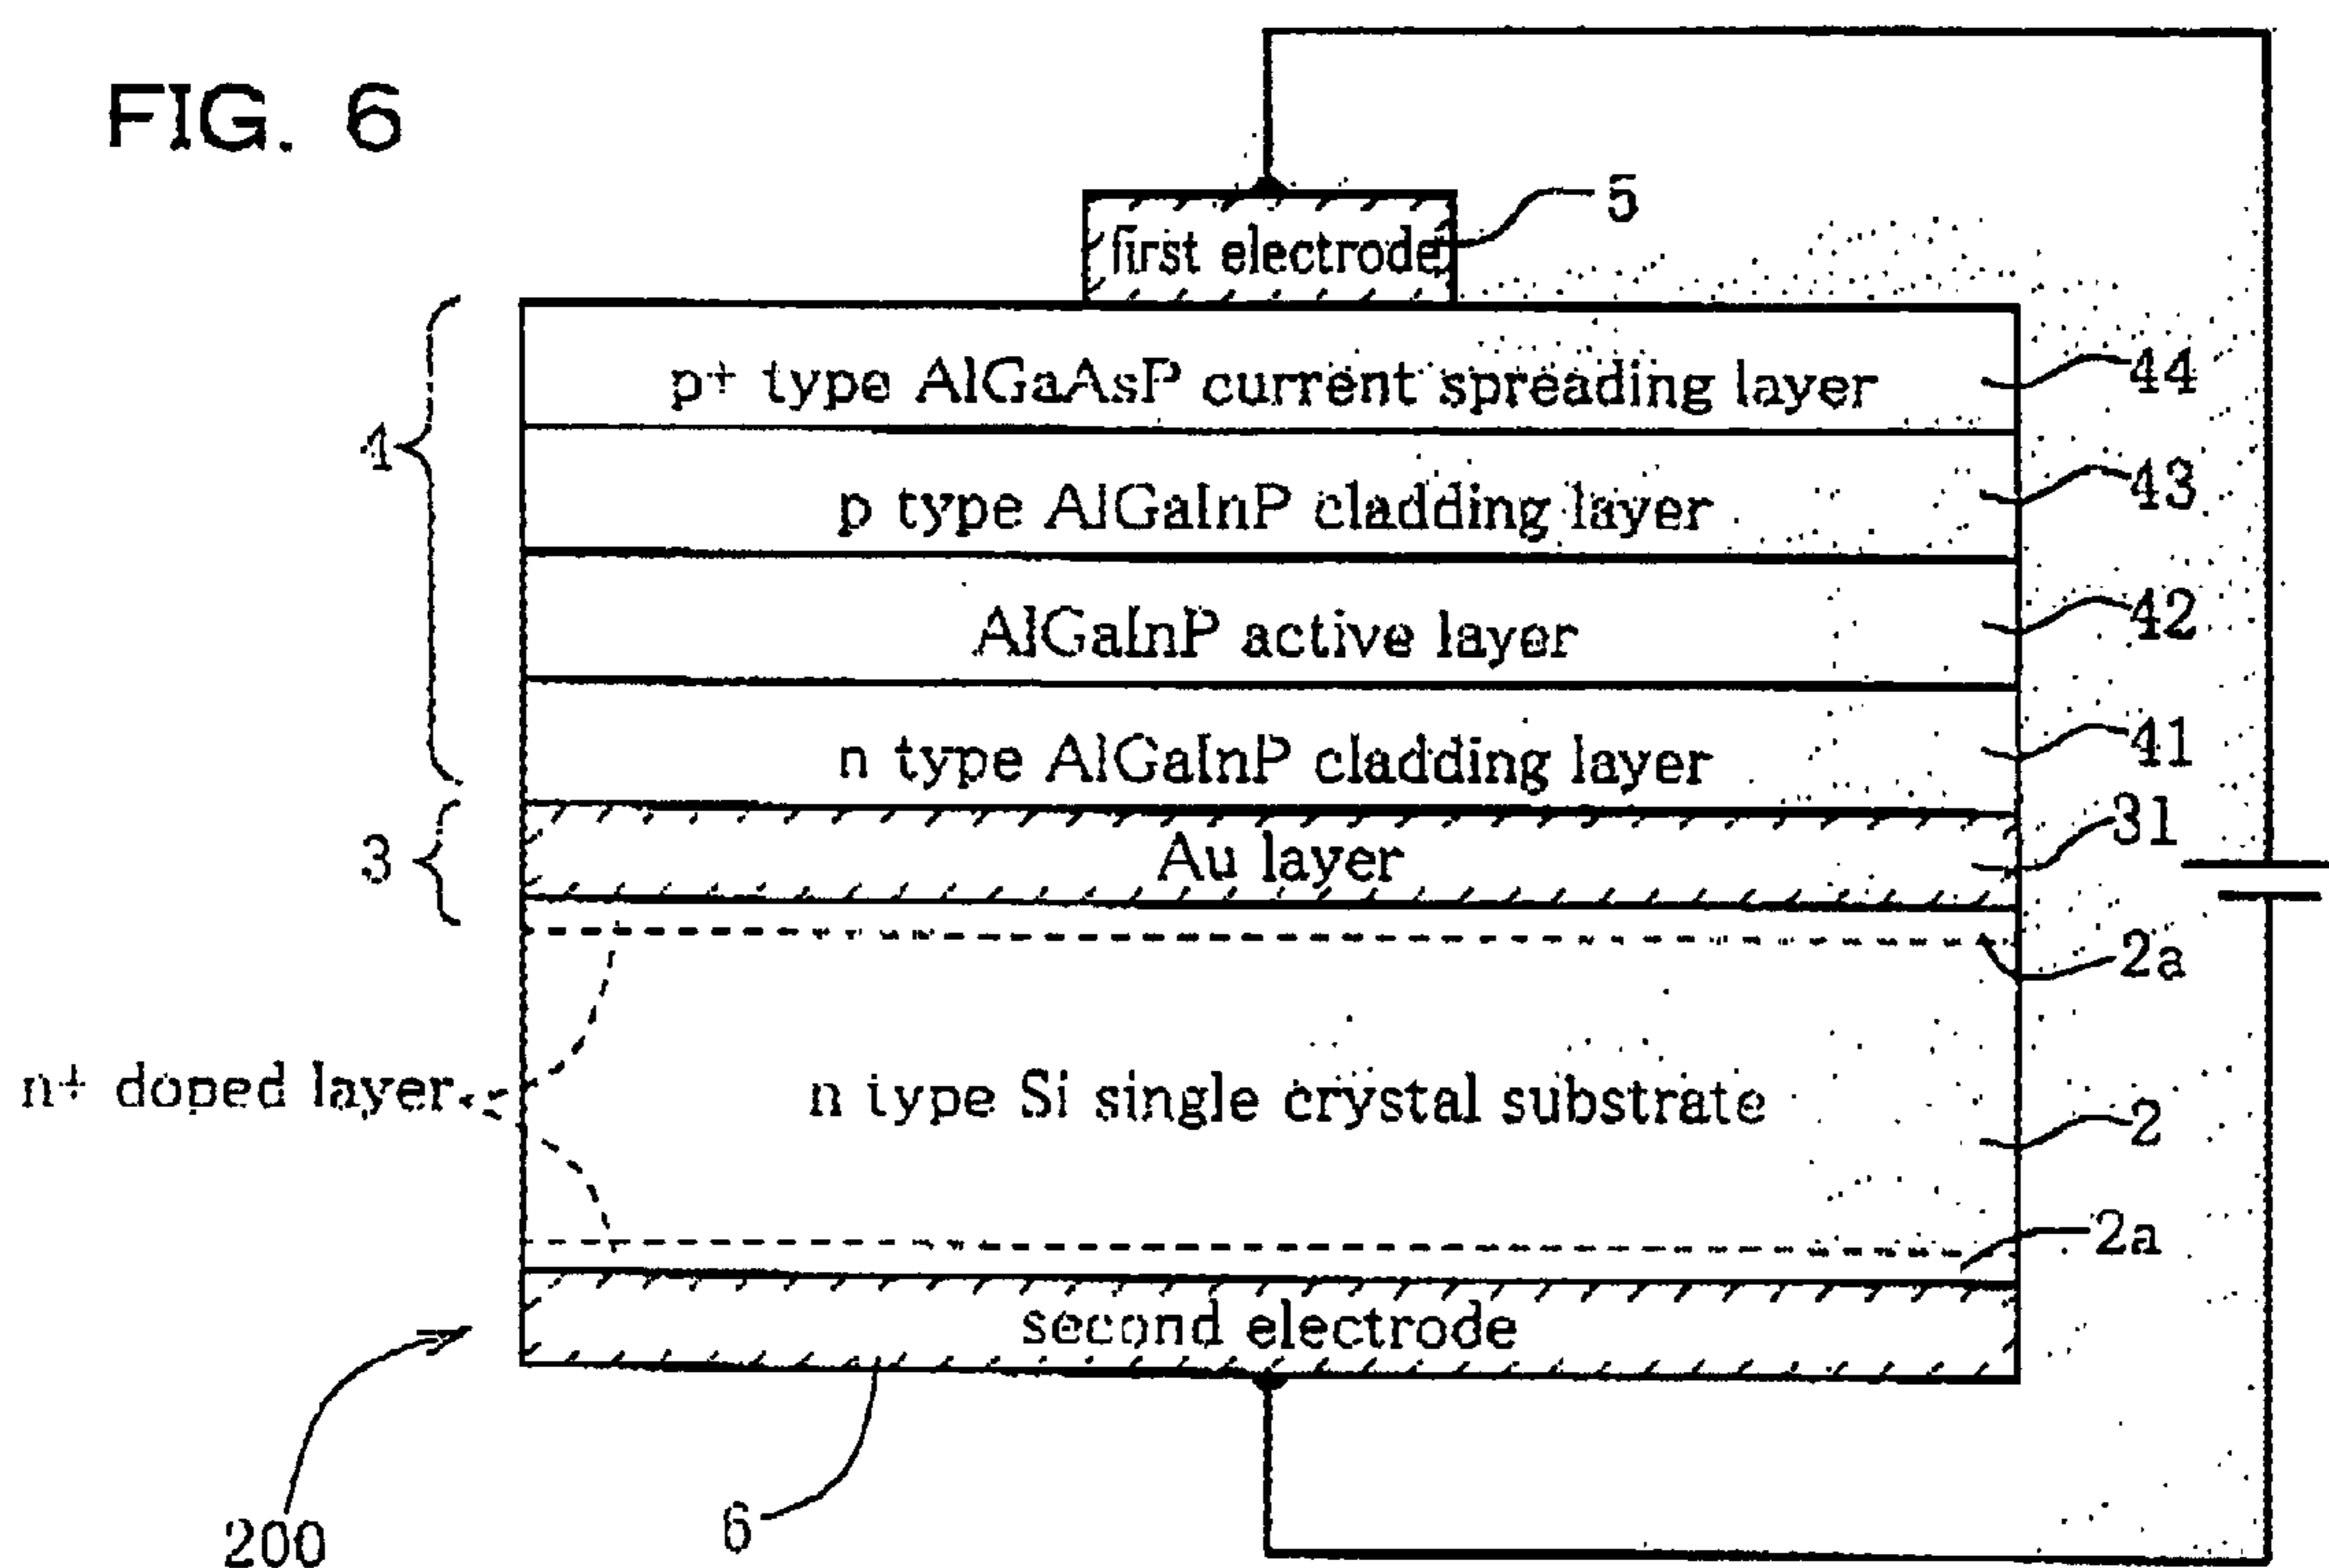 FIG. 6
first electrode
5
p+ type AlGaAsP current spreading layer
44
4
p type AlGaInP cladding layer
43
AlGaInP active layer
42
n type AlGaInP cladding layer
41
3
Au layer
31
2a
n+ doped layer
n type Si single crystal substrate
2
2a
second electrode
200
6